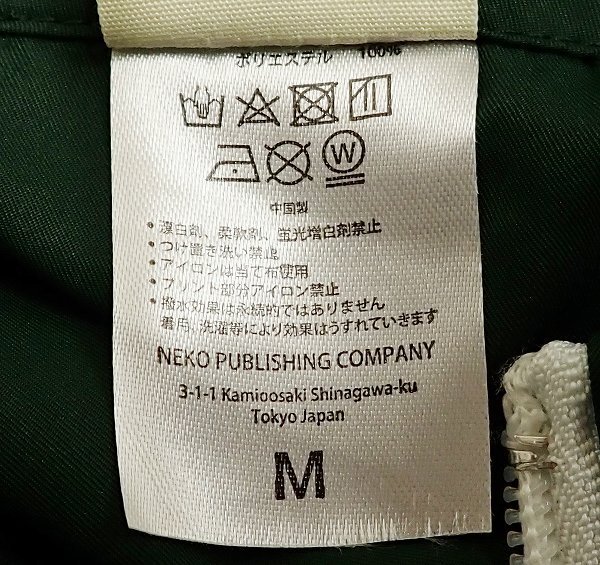 ポリエステル 100%
W
中国製
・漂白剤、柔軟剤、蛍光増白剤禁止
・つけ置き洗い禁止
・アイロンは当て布使用
・プリント部分アイロン禁止
・撥水効果は永続的ではありません
着用、洗濯等により効果はうすれていきます
NEKO PUBLISHING COMPANY
3-1-1 Kamioosaki Shinagawa-ku
Tokyo Japan
M